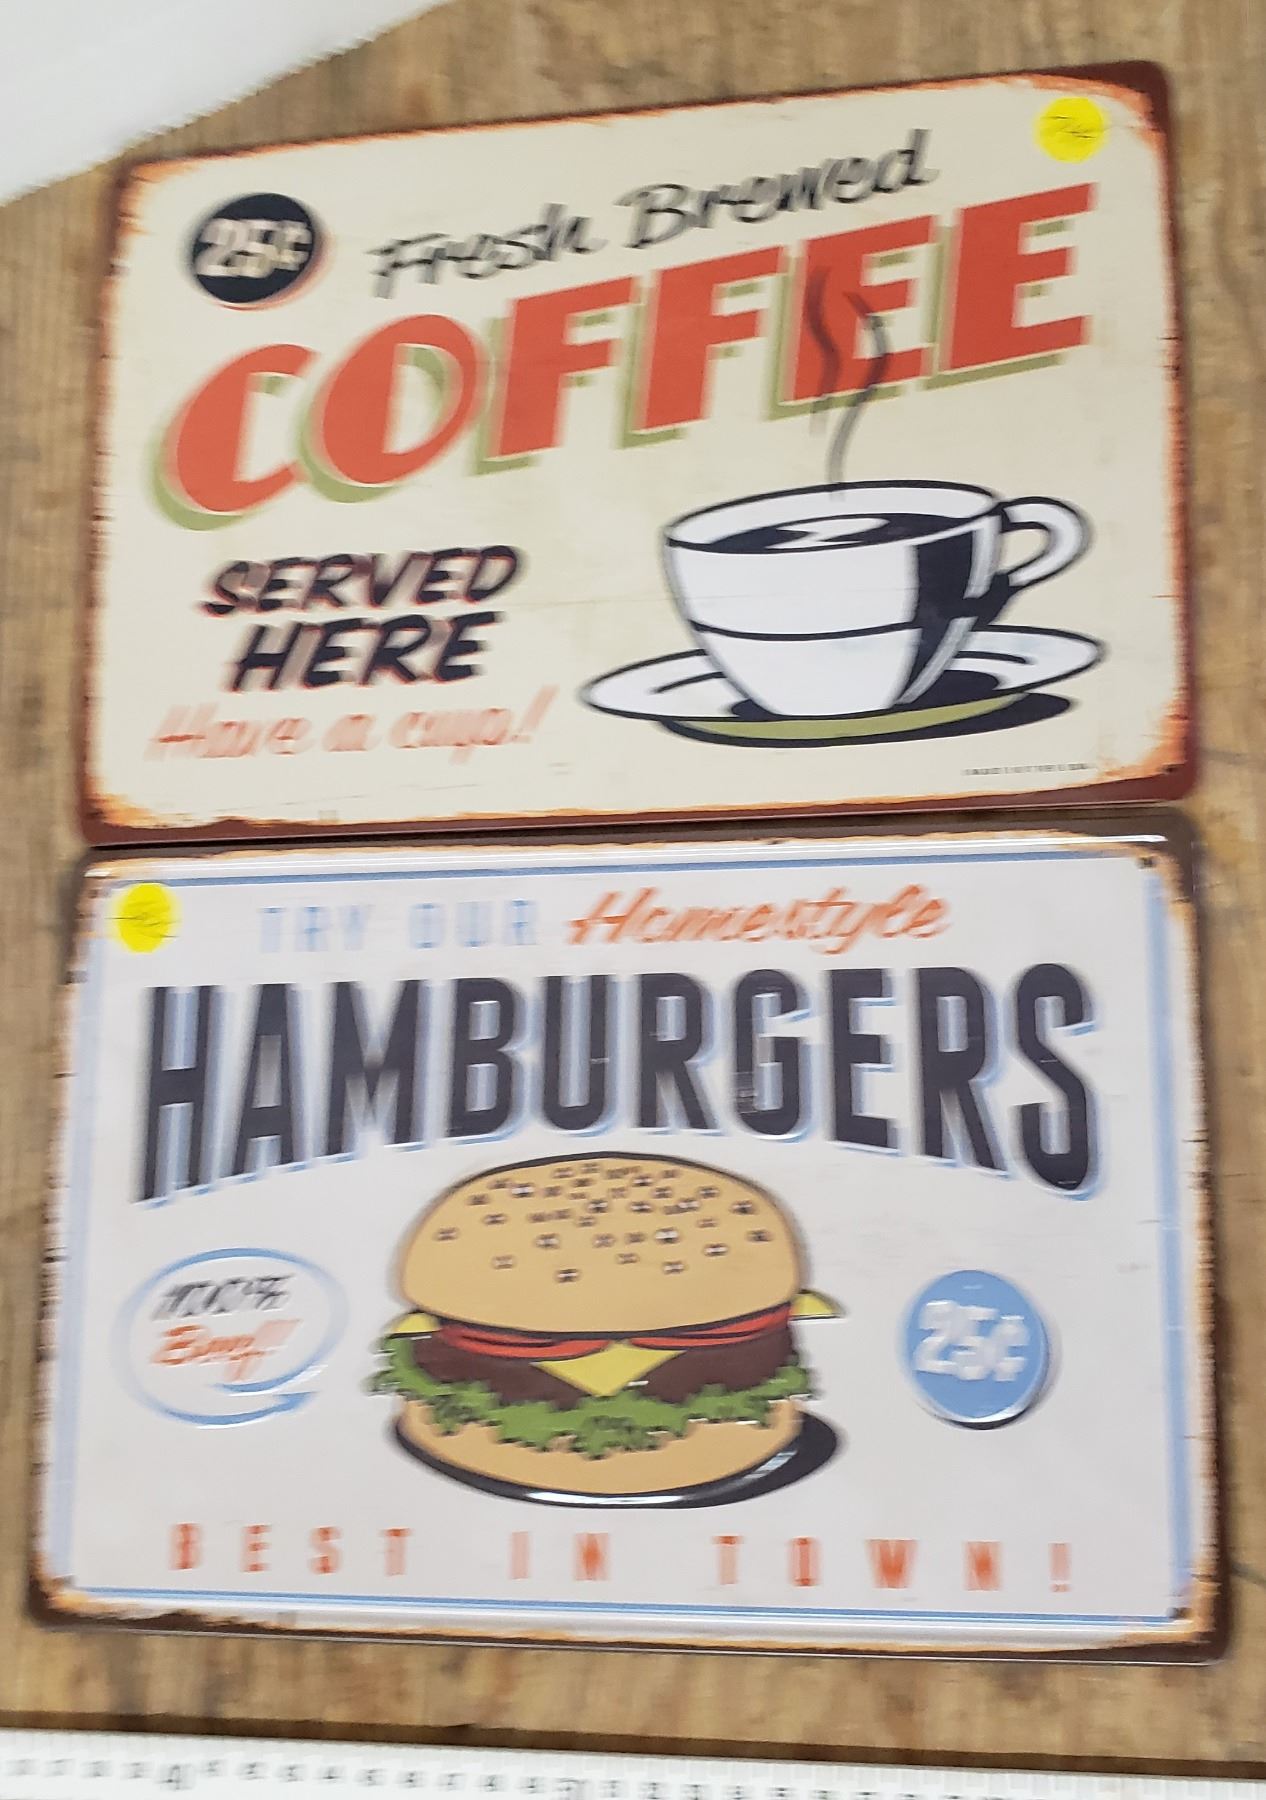 25¢
Fresh Brewed
COFFEE
SERVED
HERE
Have a cup!
TRY OUR Homestyle
HAMBURGERS
100%
Beef!
25¢
BEST IN TOWN!